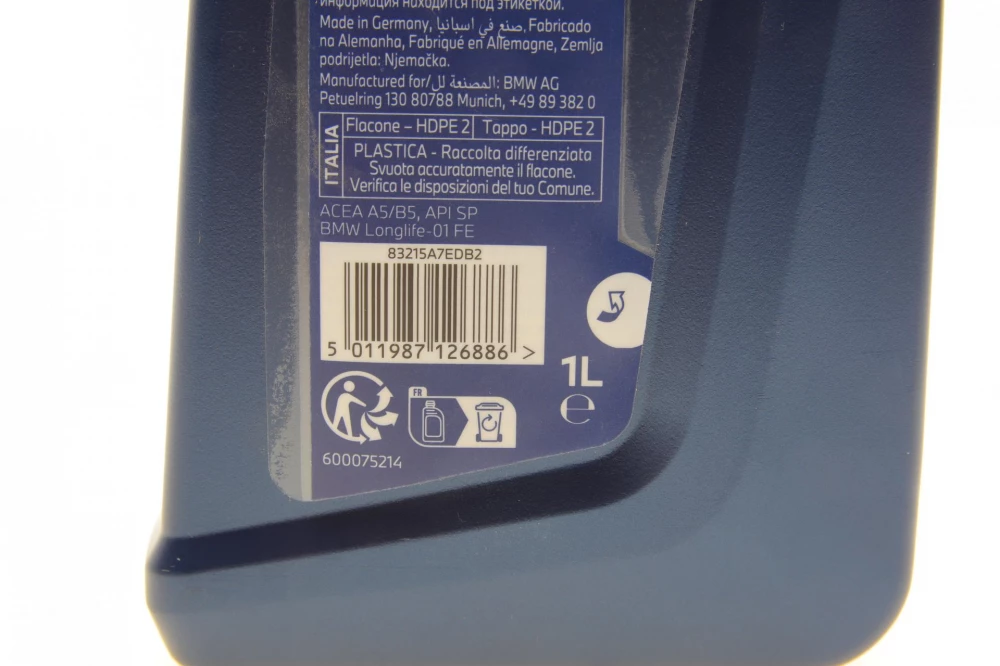 информация находится под этикеткой.
Made in Germany, صنع في اسبانيا, Fabricado
na Alemanha, Fabriqué en Allemagne, Zemlja
podrijetla: Njemačka.
Manufactured for/المصنعة لل: BMW AG
Petuelring 130 80788 Munich, +49 89 382 0
ITALIA
Flacone – HDPE 2 Tappo - HDPE 2
PLASTICA - Raccolta differenziata
Svuota accuratamente il flacone.
Verifica le disposizioni del tuo Comune.
ACEA A5/B5, API SP
BMW Longlife-01 FE
83215A7EDB2
5 011987 126886 >
1L
℮
FR
600075214